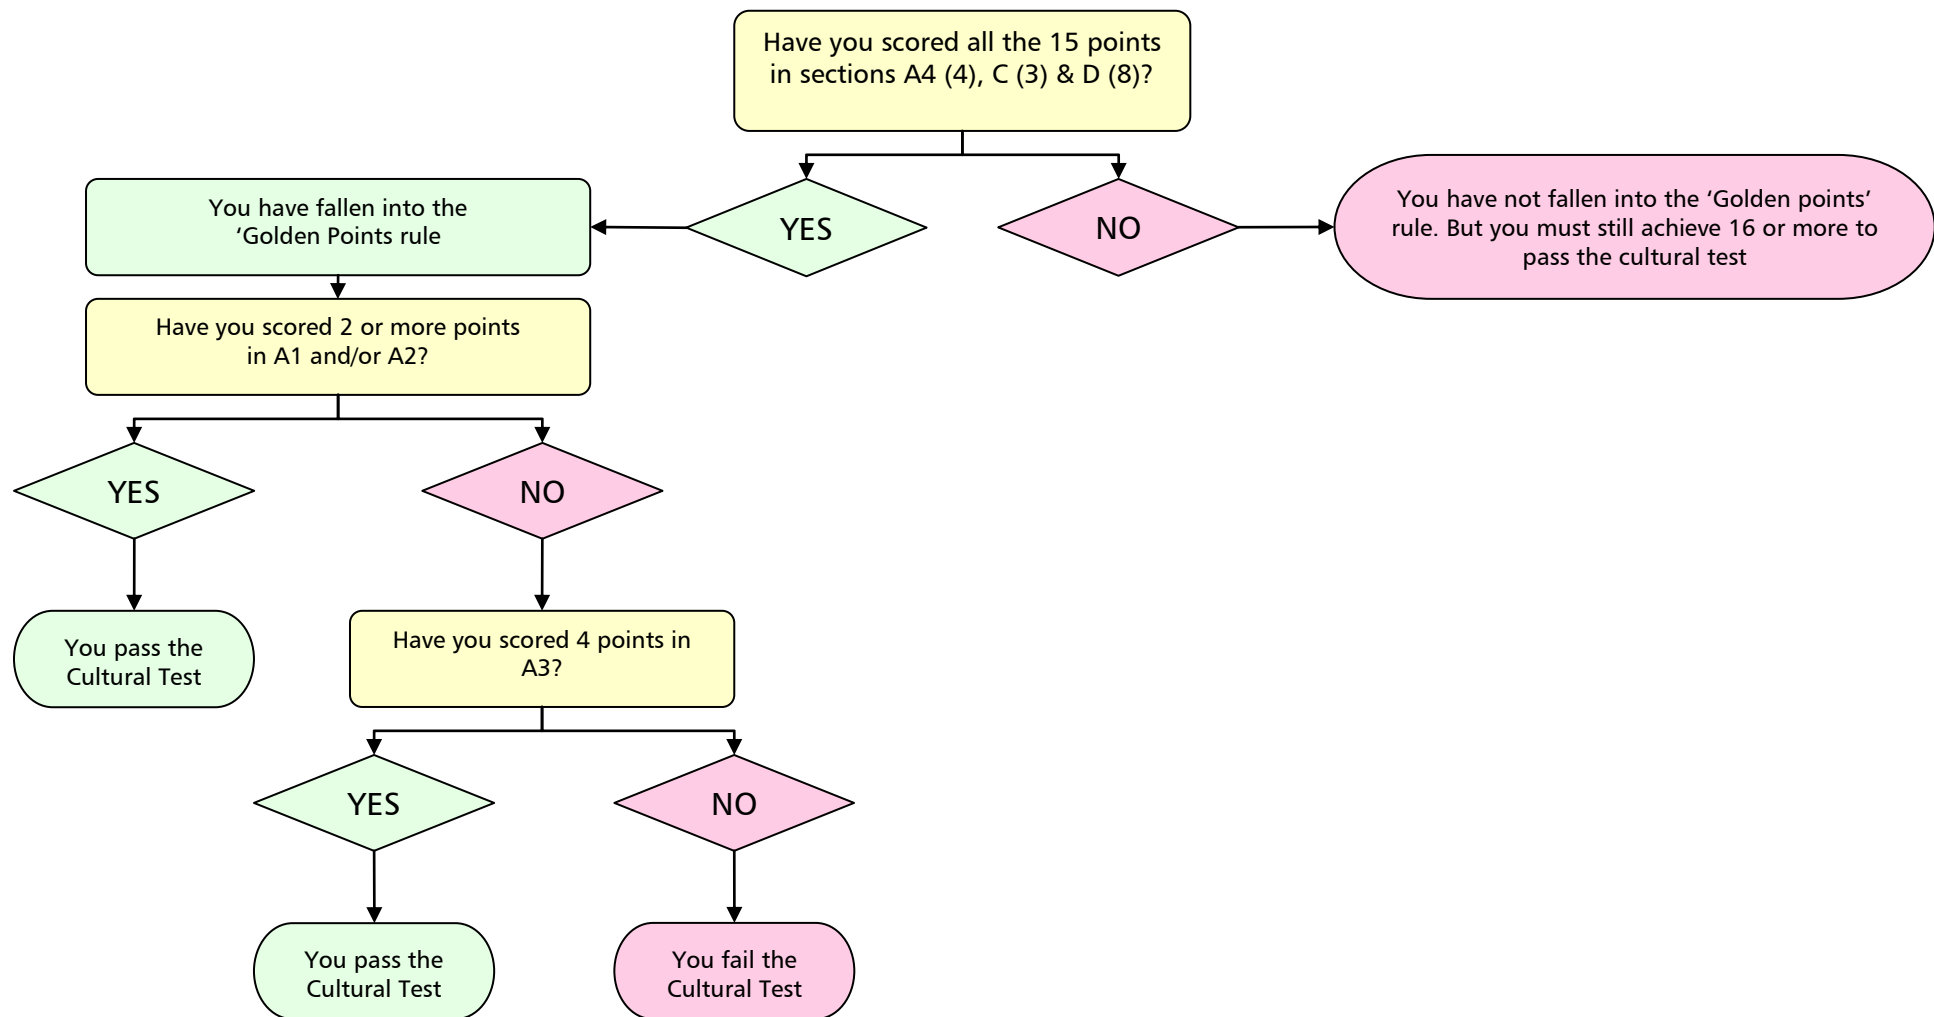 Have you scored all the 15 points
in sections A4 (4), C (3) & D (8)?
You have fallen into the
‘Golden Points rule
YES
NO
You have not fallen into the ‘Golden points’
rule. But you must still achieve 16 or more to
pass the cultural test
Have you scored 2 or more points
in A1 and/or A2?
YES
NO
You pass the
Cultural Test
Have you scored 4 points in
A3?
YES
NO
You pass the
Cultural Test
You fail the
Cultural Test